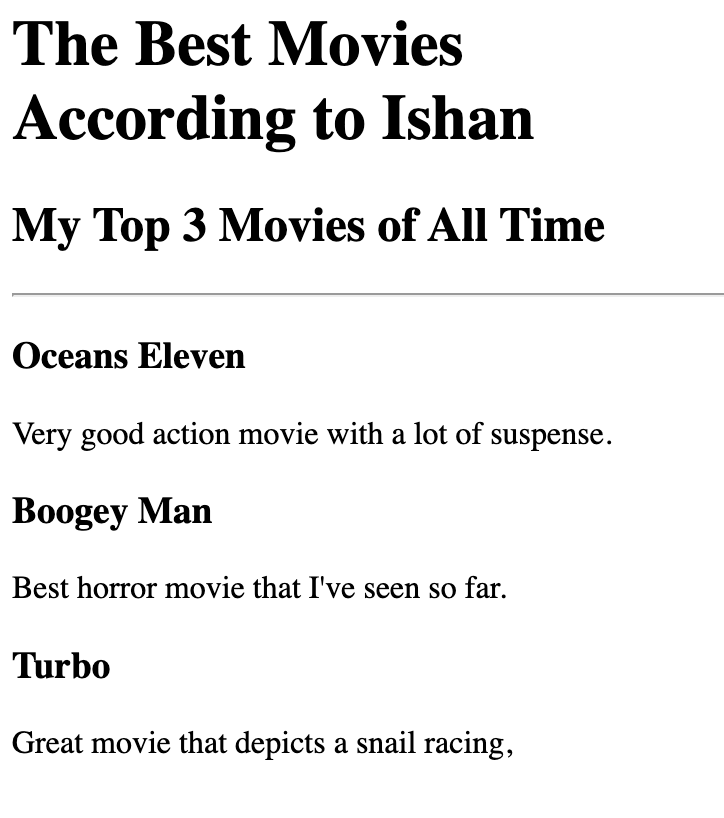 The Best Movies
According to Ishan
My Top 3 Movies of All Time
Oceans Eleven
Very good action movie with a lot of suspense.
Boogey Man
Best horror movie that I've seen so far.
Turbo
Great movie that depicts a snail racing,